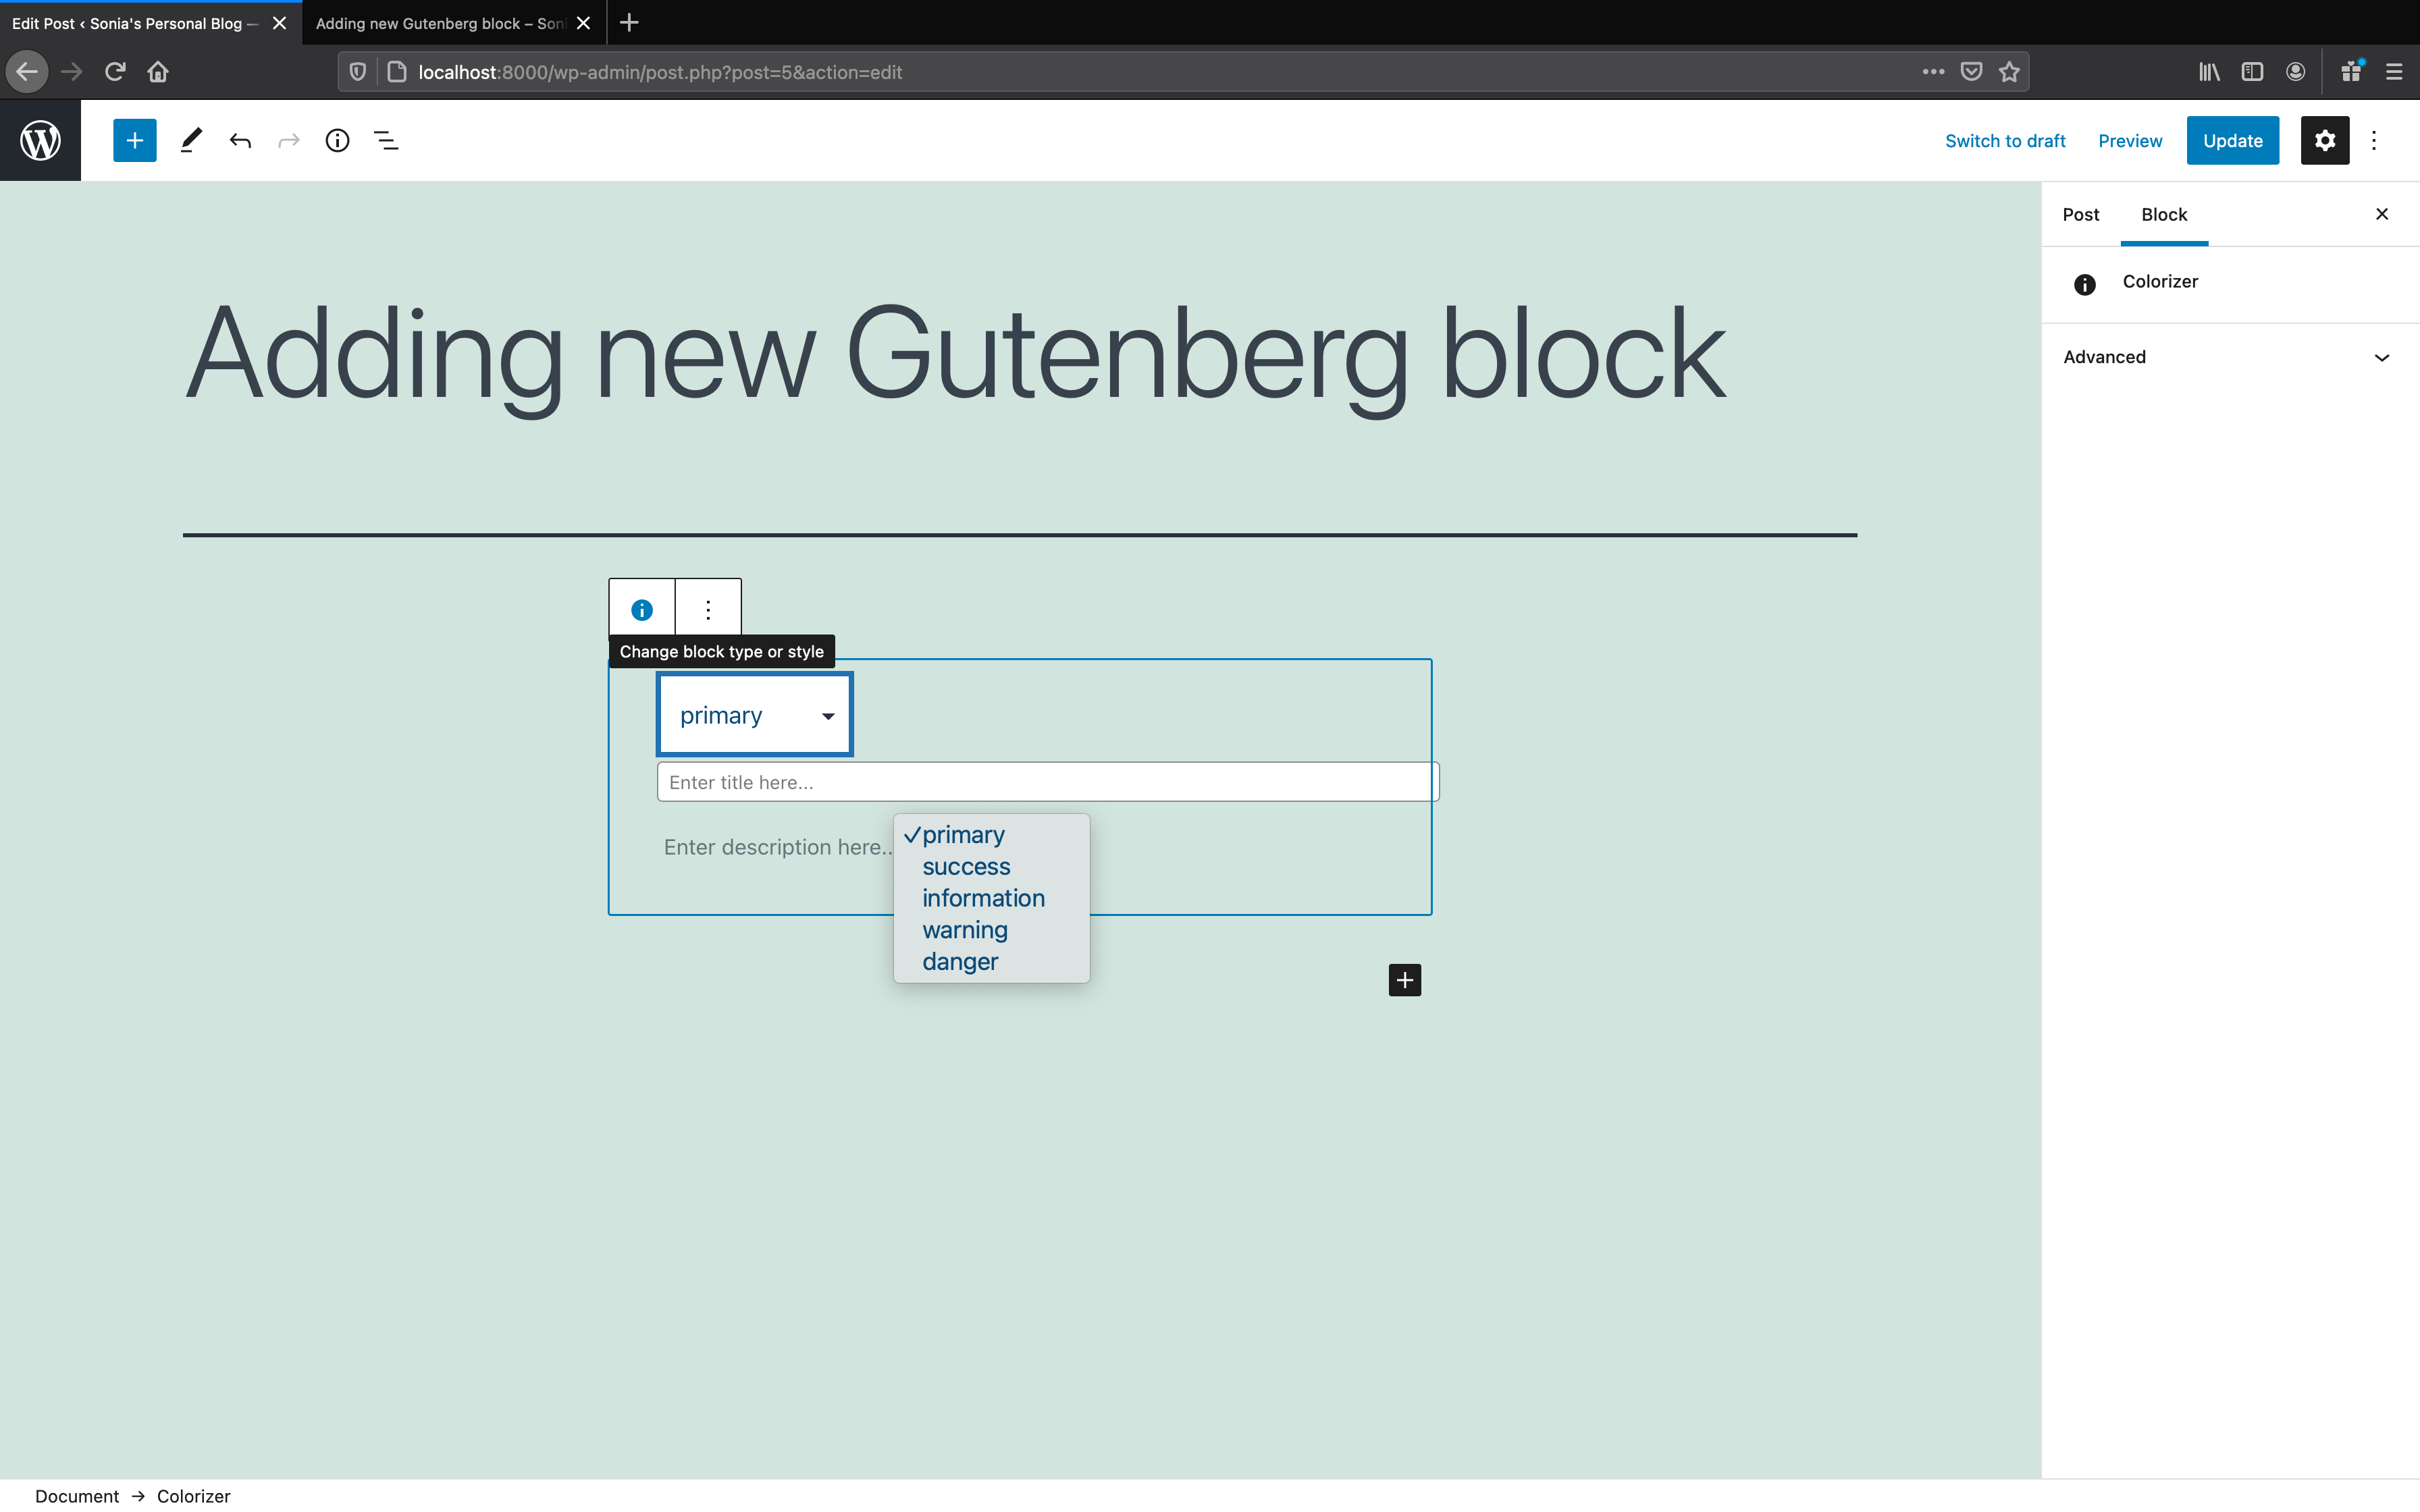 Edit Post ‹ Sonia's Personal Blog —
Adding new Gutenberg block – Soni
localhost:8000/wp-admin/post.php?post=5&action=edit
Switch to draft
Preview
Update
Post
Block
Colorizer
Advanced
Adding new Gutenberg block
Change block type or style
primary
Enter title here...
Enter description here..
✓primary
success
information
warning
danger
Document → Colorizer